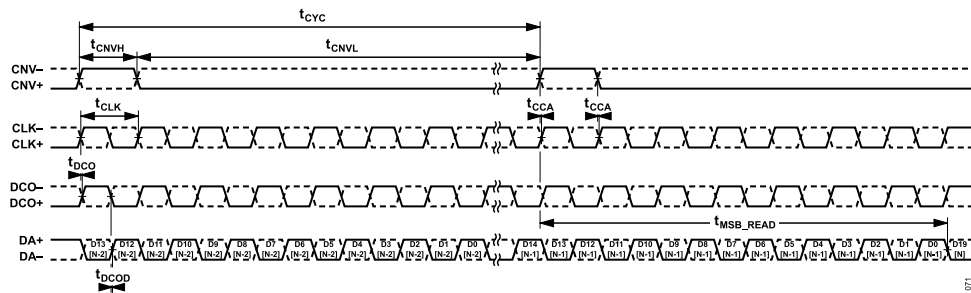 tCYC
tCNVH
tCNVL
CNV–
CNV+
tCLK
tCCA
tCCA
CLK–
CLK+
tDCO
DCO–
DCO+
tMSB_READ
DA+
DA–
D13 D12 D11 D10 D9 D8 D7 D6 D5 D4 D3 D2 D1 D0 D14 D13 D12 D11 D10 D9 D8 D7 D6 D5 D4 D3 D2 D1 D0 D19
[N-2] [N-2] [N-2] [N-2] [N-2] [N-2] [N-2] [N-2] [N-2] [N-2] [N-2] [N-2] [N-2] [N-2] [N-1] [N-1] [N-1] [N-1] [N-1] [N-1] [N-1] [N-1] [N-1] [N-1] [N-1] [N-1] [N-1] [N-1] [N-1] [N]
tDCOD
071